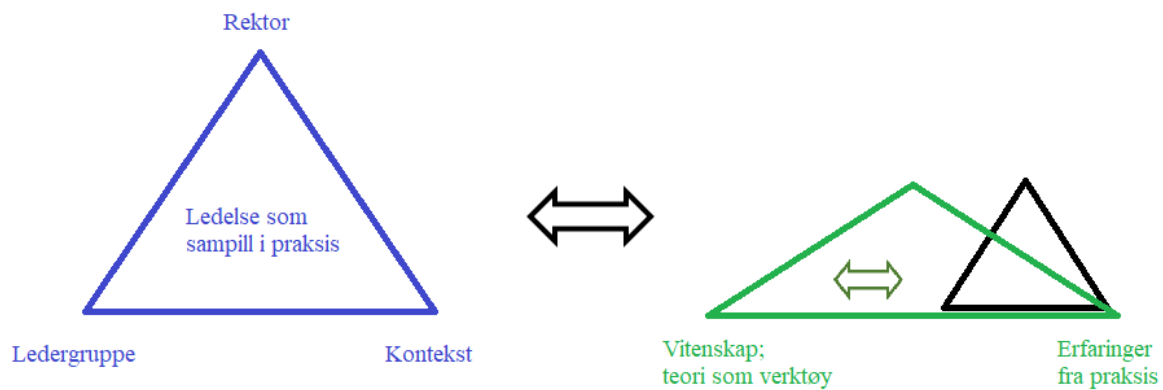 Rektor
Ledelse som
sampill i praksis
Ledergruppe
Kontekst
Vitenskap;
teori som verktøy
Erfaringer
fra praksis